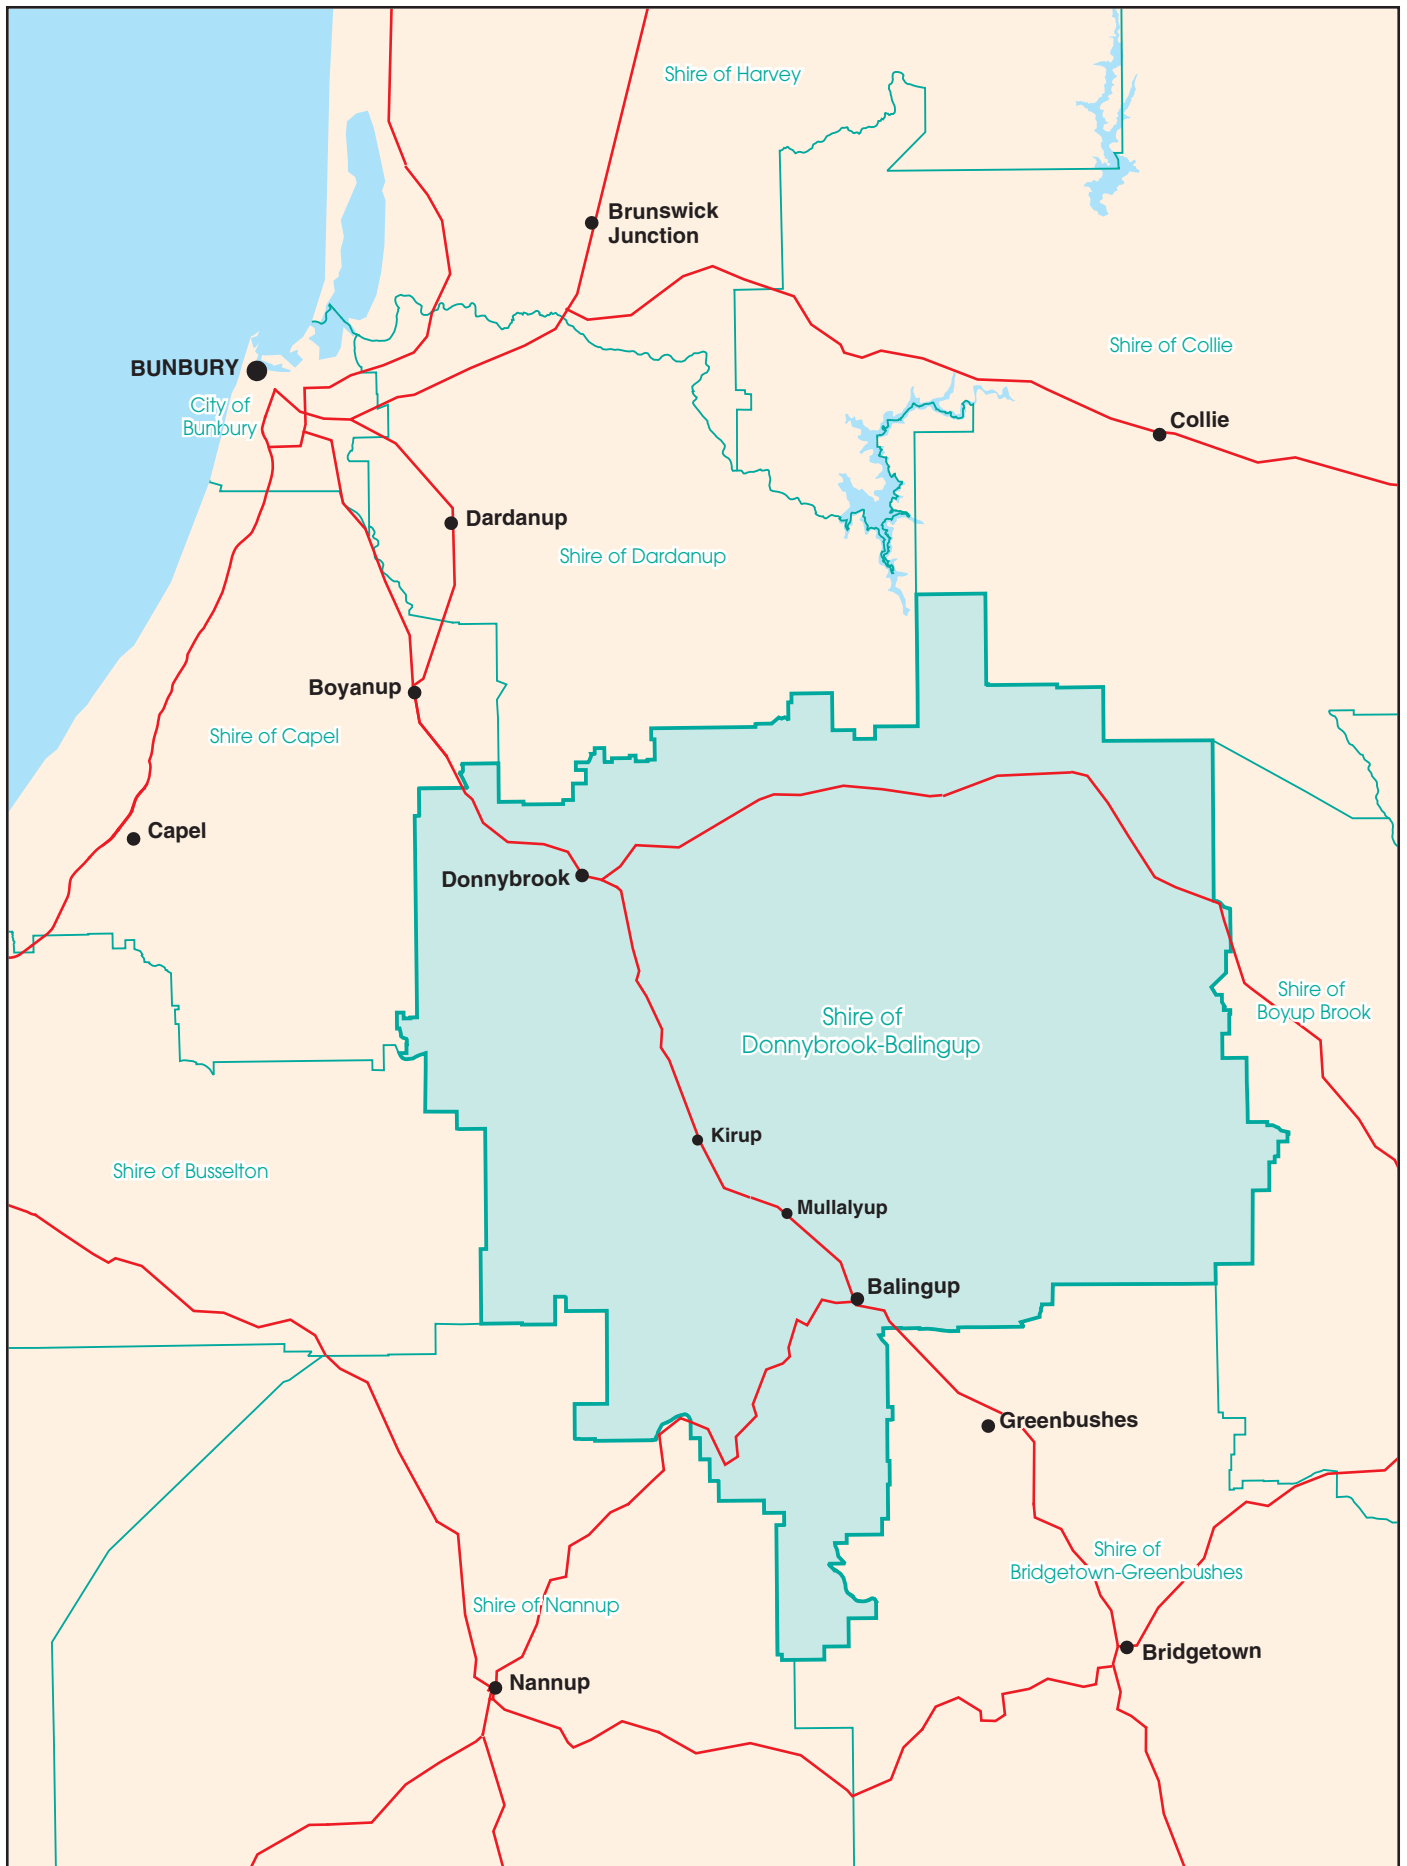 Shire of Harvey
Brunswick
Junction
Shire of Collie
BUNBURY
City of
Bunbury
Collie
Dardanup
Shire of Dardanup
Boyanup
Shire of Capel
Capel
Donnybrook
Shire of
Boyup Brook
Shire of
Donnybrook-Balingup
Kirup
Shire of Busselton
Mullalyup
Balingup
Greenbushes
Shire of
Bridgetown-Greenbushes
Shire of Nannup
Bridgetown
Nannup